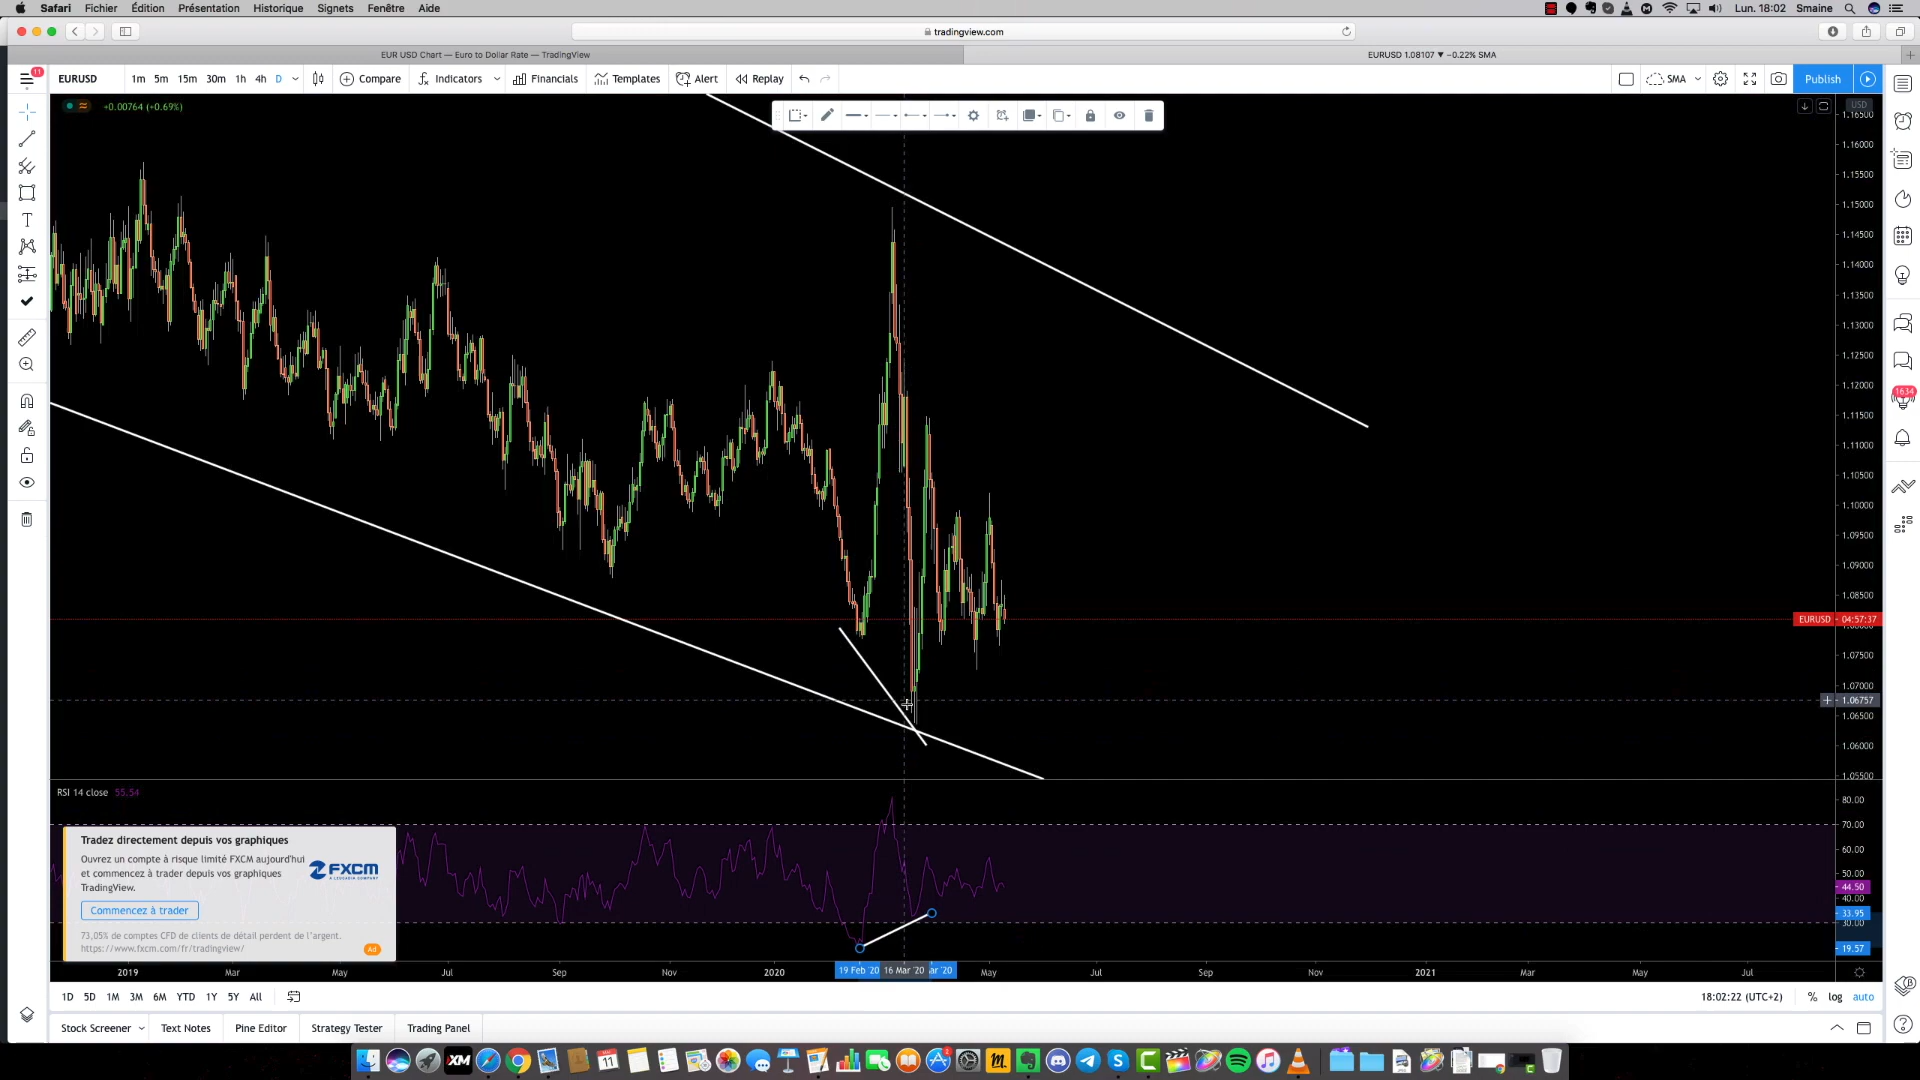 Safari Fichier Édition Présentation Historique Signets Fenêtre Aide Lun. 18:02 Smaine
tradingview.com
EUR USD Chart — Euro to Dollar Rate — TradingView EURUSD 1.08107 ▼ −0.22% SMA
11 EURUSD 1m 5m 15m 30m 1h 4h D Compare Indicators Financials Templates Alert Replay SMA Publish
+0.00764 (+0.69%)
USD
1.16500
1.16000
1.15500
1.15000
1.14500
1.14000
1.13500
1.13000
1.12500
1.12000
1.11500
1.11000
1.10500
1.10000
1.09500
1.09000
1.08500
EURUSD 04:57:37
1.07500
1.07000
1.06757
1.06500
1.06000
1.05500
1634
RSI 14 close 55.54
80.00
70.00
60.00
50.00
44.50
40.00
33.95
30.00
19.57
Tradez directement depuis vos graphiques
Ouvrez un compte à risque limité FXCM aujourd'hui
et commencez à trader depuis vos graphiques
TradingView.
FXCM
Commencez à trader
73,05% de comptes CFD de clients de détail perdent de l'argent.
https://www.fxcm.com/fr/tradingview/
Ad
2019 Mar May Jul Sep Nov 2020 19 Feb '20 16 Mar '20 ar '20 May Jul Sep Nov 2021 Mar May Jul
1D 5D 1M 3M 6M YTD 1Y 5Y All 18:02:22 (UTC+2) % log auto
Stock Screener Text Notes Pine Editor Strategy Tester Trading Panel
XM 11